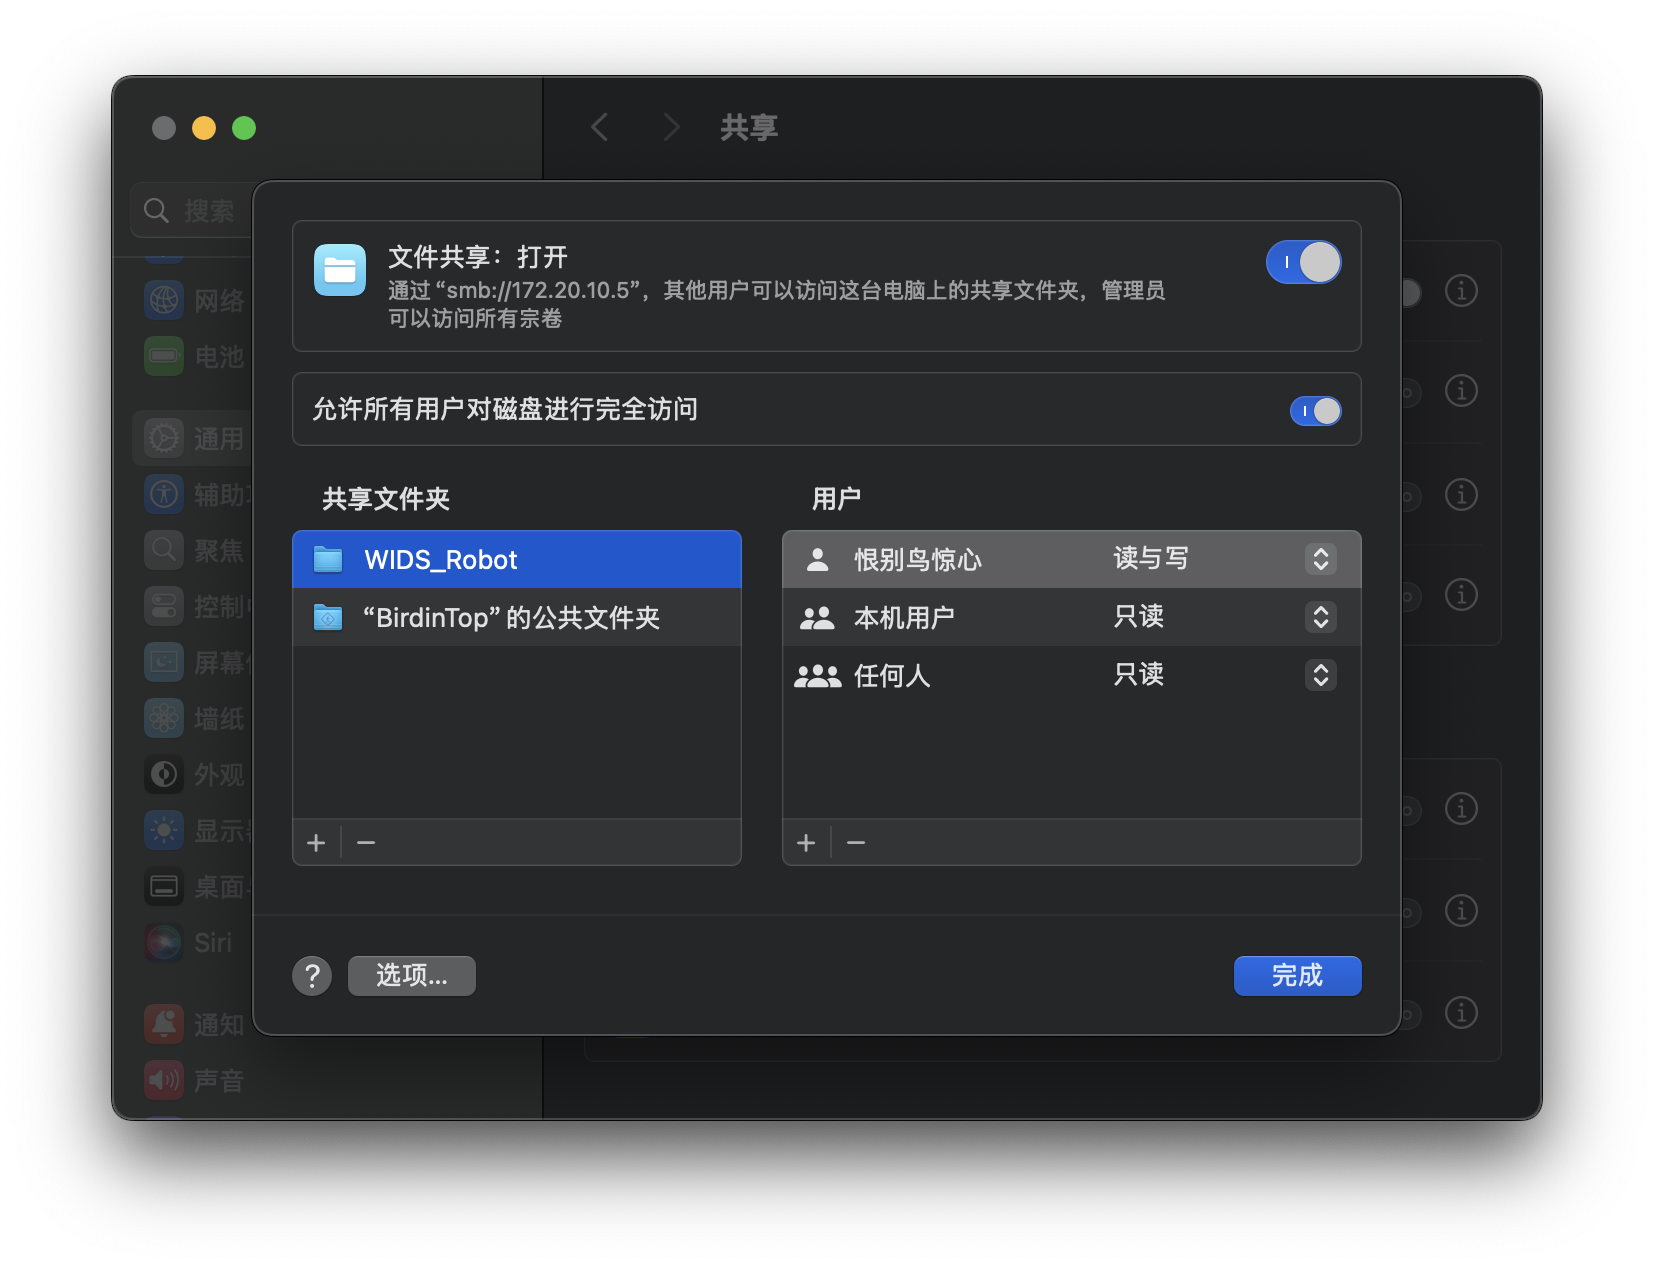 共享
搜索
网络
电池
通用
辅助
聚焦
控制
屏幕
墙纸
外观
显示
桌面
Siri
通知
声音
文件共享：打开
通过“smb://172.20.10.5”，其他用户可以访问这台电脑上的共享文件夹，管理员
可以访问所有宗卷
允许所有用户对磁盘进行完全访问
共享文件夹
WIDS_Robot
“BirdinTop”的公共文件夹
用户
恨别鸟惊心 读与写
本机用户 只读
任何人 只读
选项...
完成